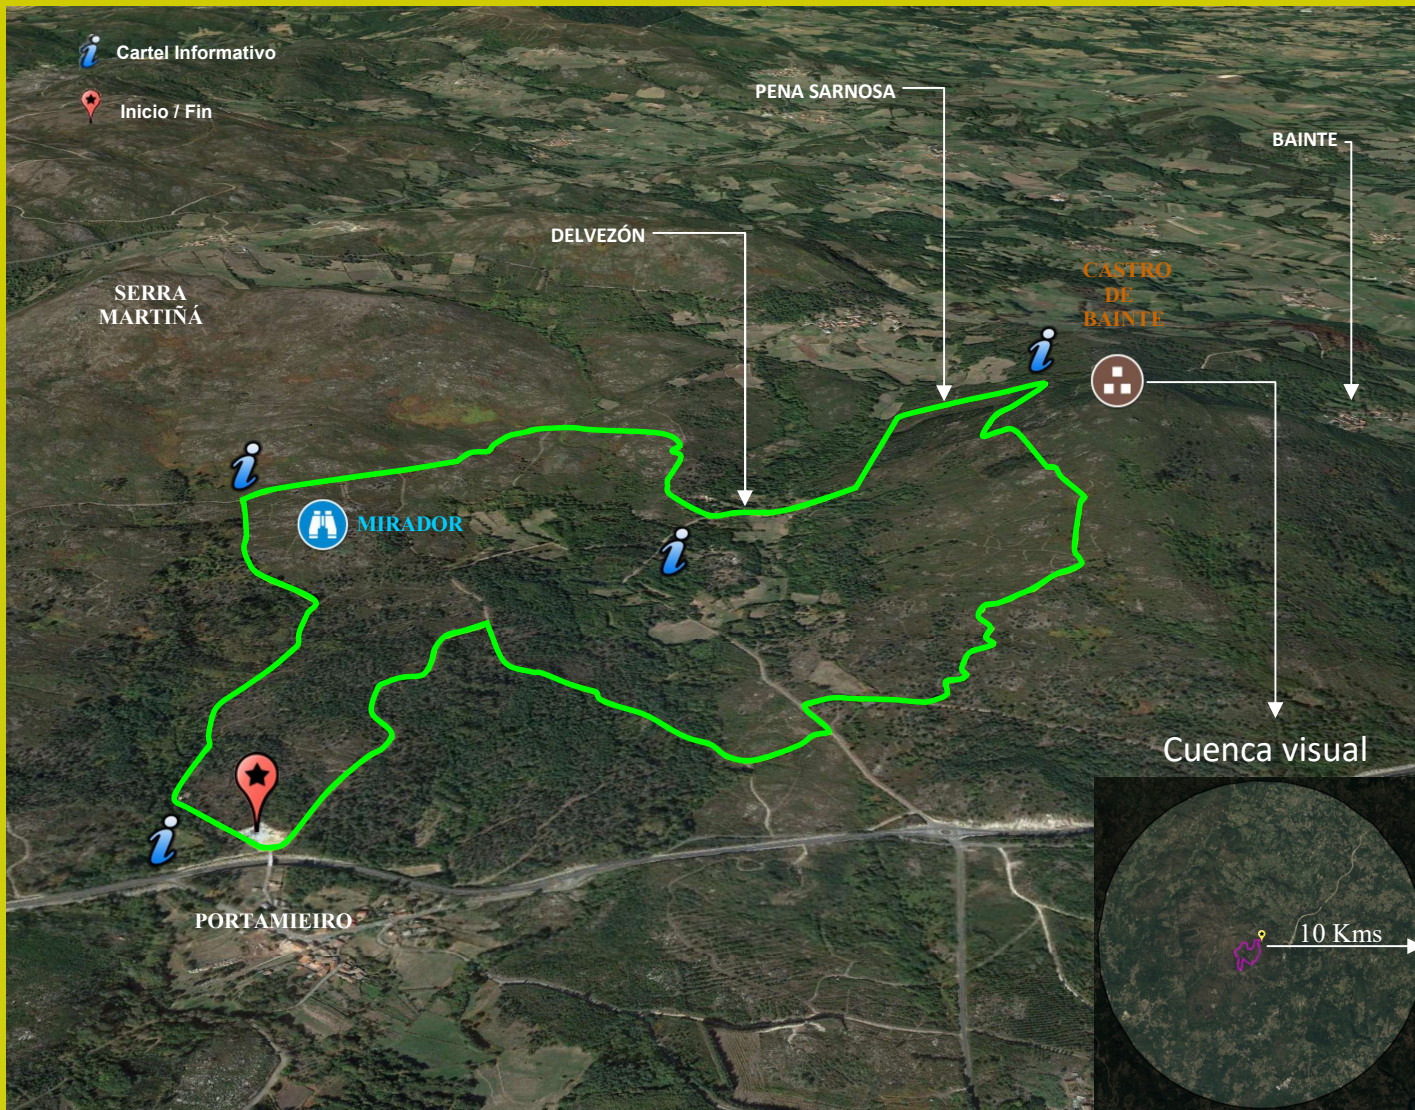 Cartel Informativo
Inicio / Fin
PENA SARNOSA
BAINTE
DELVEZÓN
CASTRO
DE
BAINTE
SERRA
MARTIÑÁ
MIRADOR
Cuenca visual
10 Kms
PORTAMIEIRO